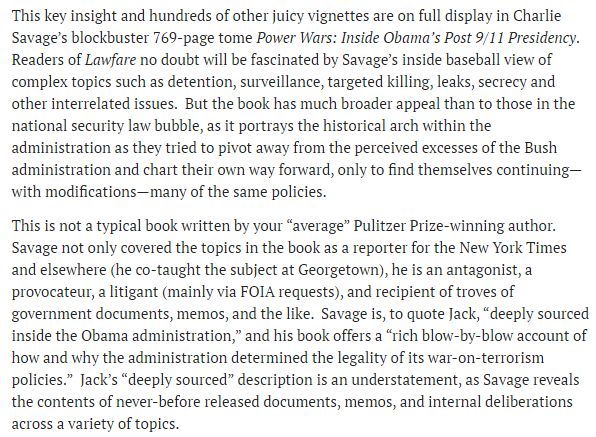 This key insight and hundreds of other juicy vignettes are on full display in Charlie
Savage’s blockbuster 769-page tome Power Wars: Inside Obama’s Post 9/11 Presidency.
Readers of Lawfare no doubt will be fascinated by Savage’s inside baseball view of
complex topics such as detention, surveillance, targeted killing, leaks, secrecy and
other interrelated issues.  But the book has much broader appeal than to those in the
national security law bubble, as it portrays the historical arch within the
administration as they tried to pivot away from the perceived excesses of the Bush
administration and chart their own way forward, only to find themselves continuing—
with modifications—many of the same policies.
This is not a typical book written by your “average” Pulitzer Prize-winning author.
Savage not only covered the topics in the book as a reporter for the New York Times
and elsewhere (he co-taught the subject at Georgetown), he is an antagonist, a
provocateur, a litigant (mainly via FOIA requests), and recipient of troves of
government documents, memos, and the like.  Savage is, to quote Jack, “deeply sourced
inside the Obama administration,” and his book offers a “rich blow-by-blow account of
how and why the administration determined the legality of its war-on-terrorism
policies.”  Jack’s “deeply sourced” description is an understatement, as Savage reveals
the contents of never-before released documents, memos, and internal deliberations
across a variety of topics.